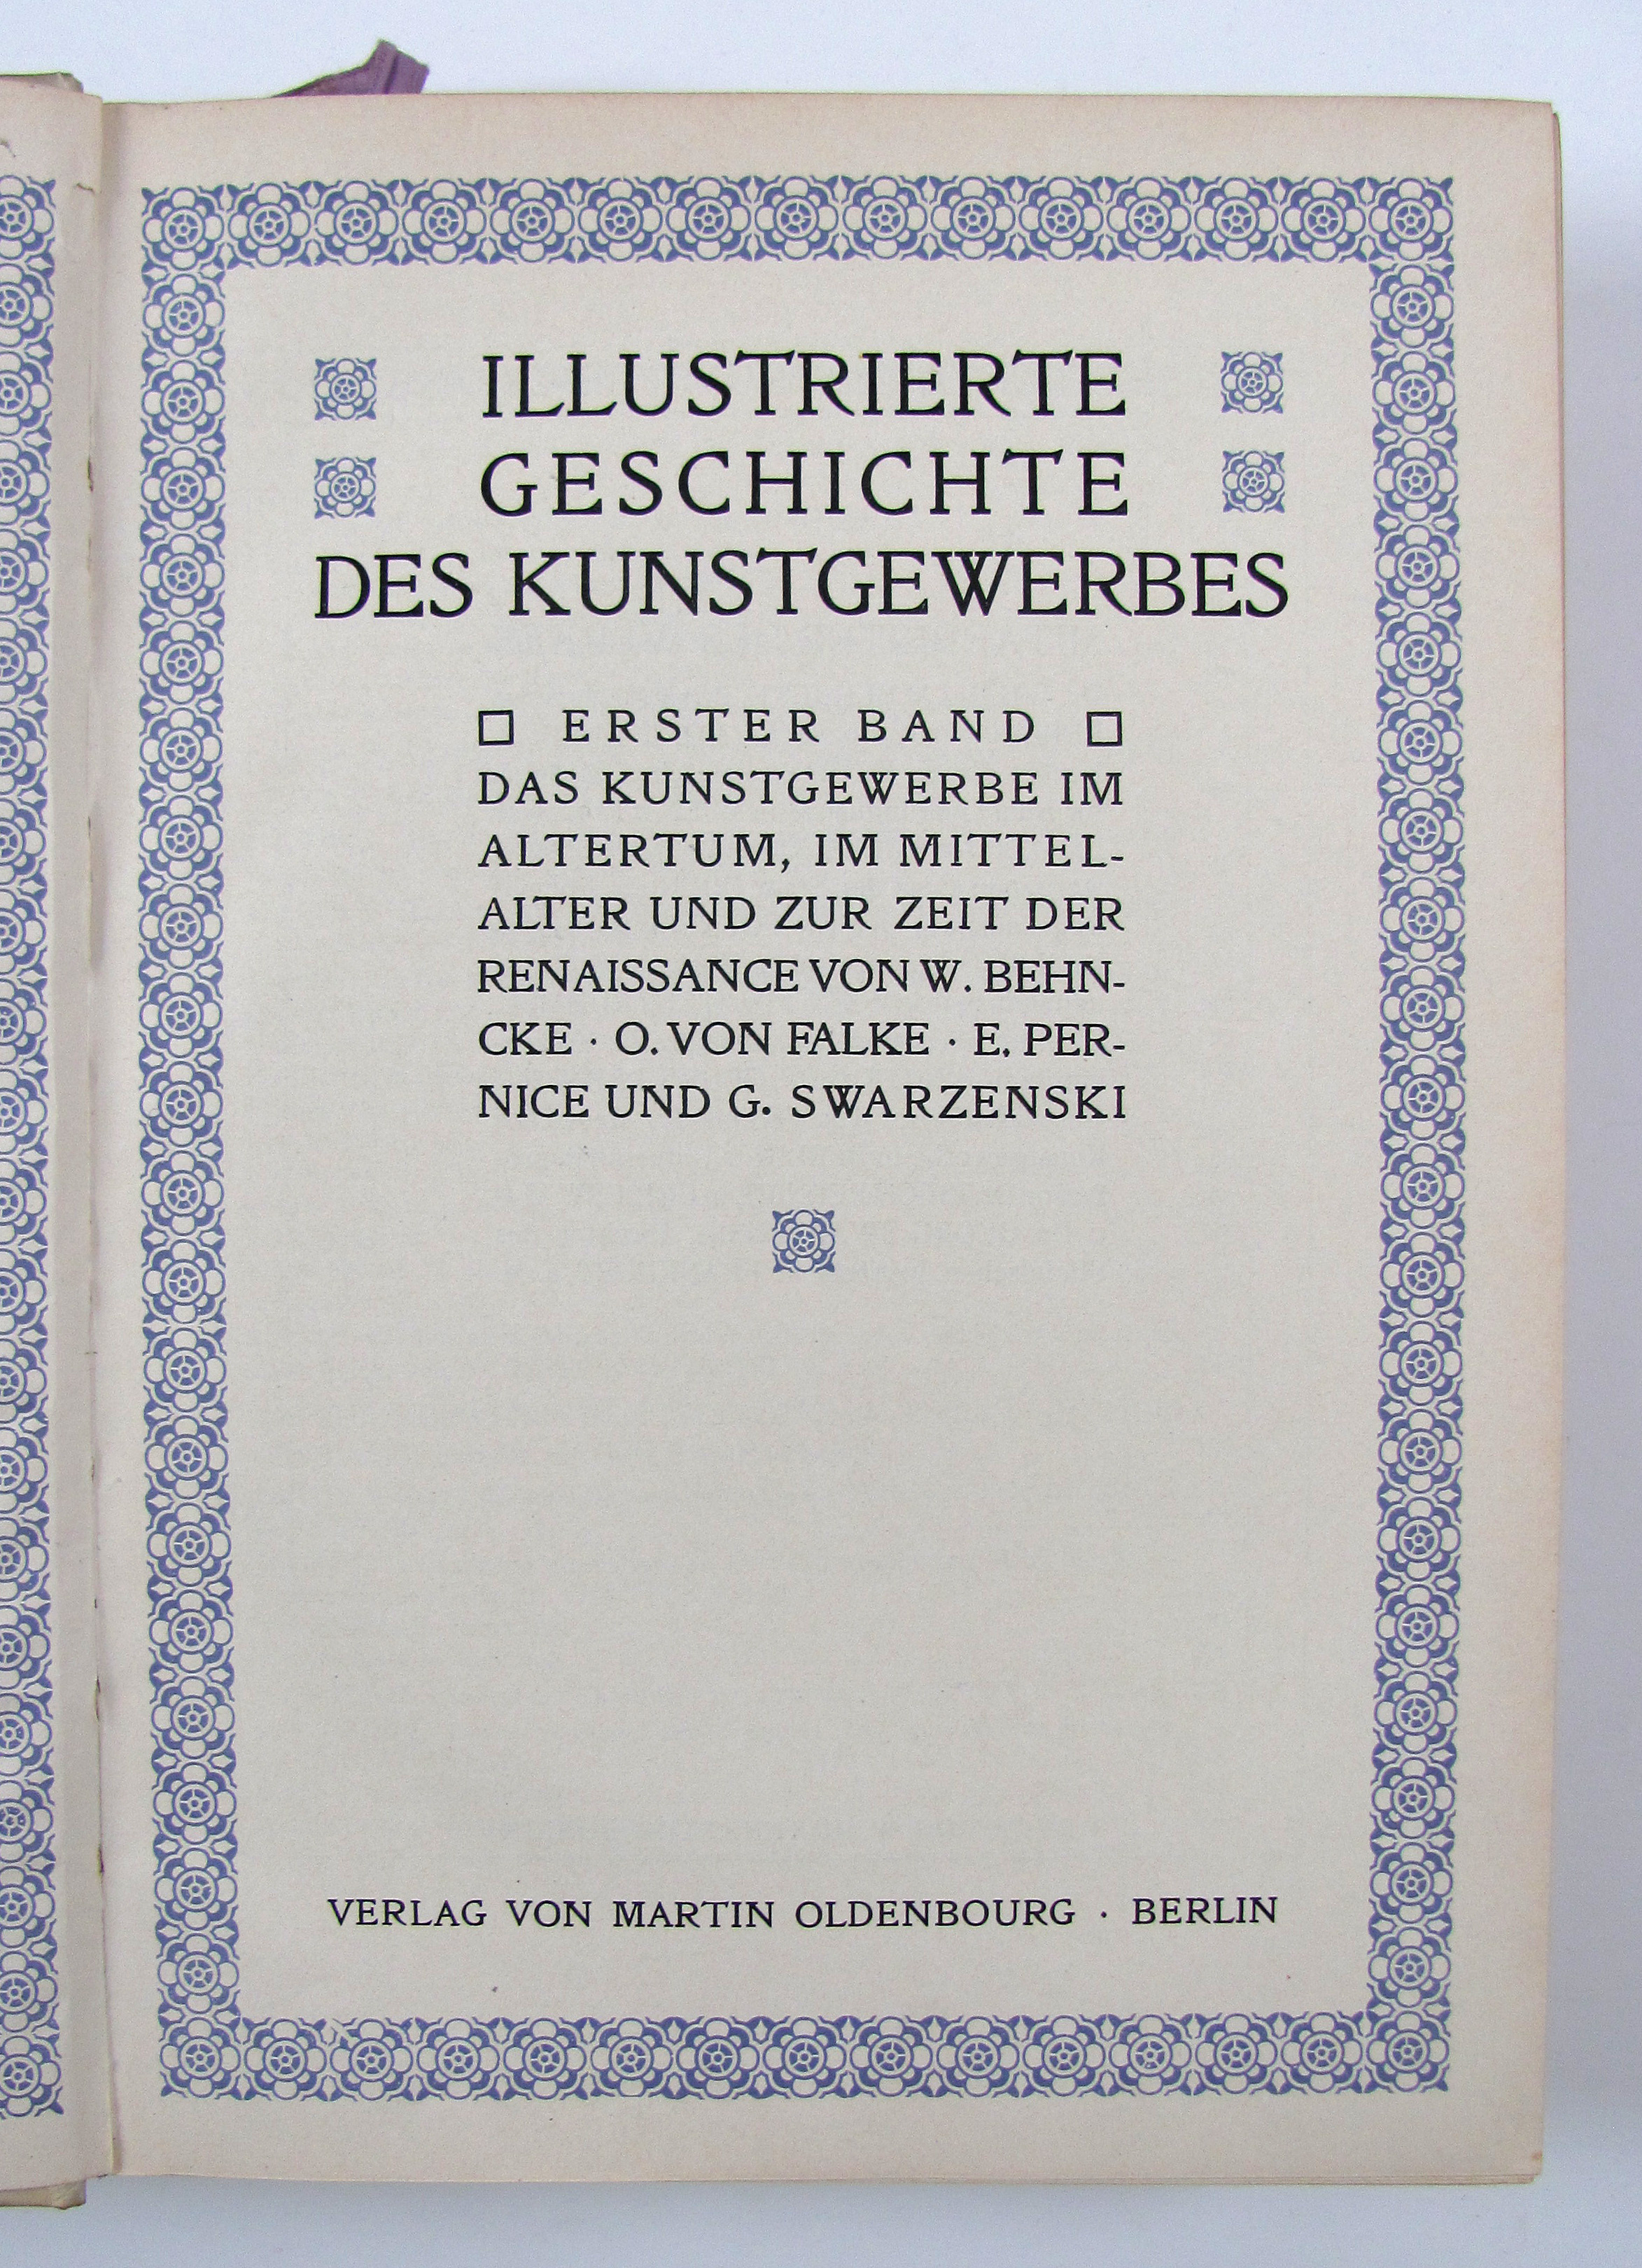 ILLUSTRIERTE
GESCHICHTE
DES KUNSTGEWERBES
ERSTER BAND
DAS KUNSTGEWERBE IM
ALTERTUM, IM MITTEL-
ALTER UND ZUR ZEIT DER
RENAISSANCE VON W. BEHN-
CKE · O. VON FALKE · E. PER-
NICE UND G. SWARZENSKI
VERLAG VON MARTIN OLDENBOURG · BERLIN